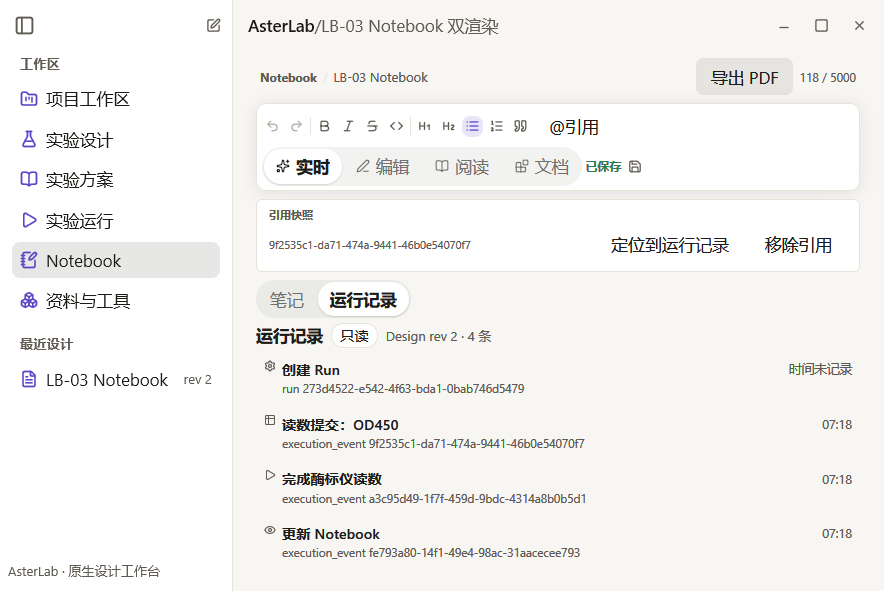 AsterLab/LB-03 Notebook 双渲染
工作区
项目工作区
实验设计
实验方案
实验运行
Notebook
资料与工具
最近设计
LB-03 Notebook rev 2
AsterLab · 原生设计工作台
Notebook / LB-03 Notebook
导出 PDF 118 / 5000
B I S <> H1 H2 @引用
实时 编辑 阅读 文档 已保存
引用快照
9f2535c1-da71-474a-9441-46b0e54070f7 定位到运行记录 移除引用
笔记 运行记录
运行记录 只读 Design rev 2 · 4 条
创建 Run 时间未记录
run 273d4522-e542-4f63-bda1-0bab746d5479
读数提交：OD450 07:18
execution_event 9f2535c1-da71-474a-9441-46b0e54070f7
完成酶标仪读数 07:18
execution_event a3c95d49-1f7f-459d-9bdc-4314a8b0b5d1
更新 Notebook 07:18
execution_event fe793a80-14f1-49e4-98ac-31aacecee793